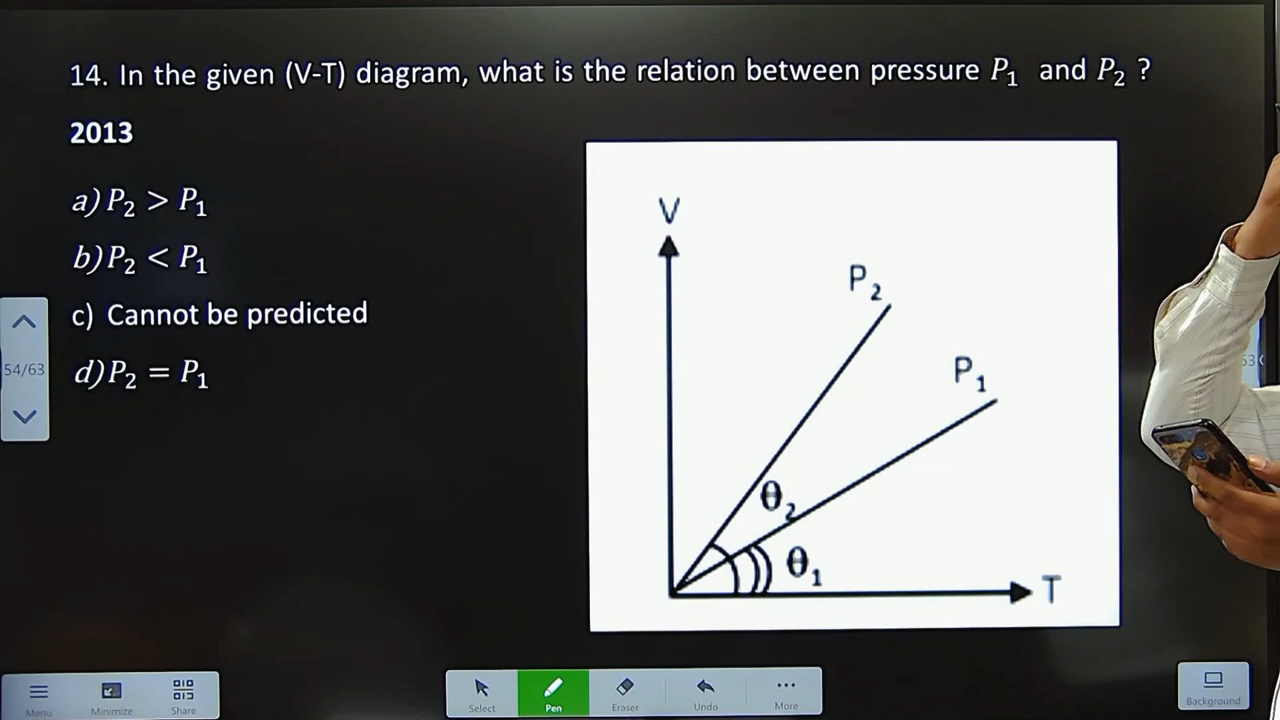 14. In the given (V-T) diagram, what is the relation between pressure P₁ and P₂ ?
2013
a) P₂ > P₁
b) P₂ < P₁
c) Cannot be predicted
d) P₂ = P₁
V
P₂
P₁
θ₂
θ₁
T
54/63
Menu
Minimize
Share
Select
Pen
Eraser
Undo
More
Background